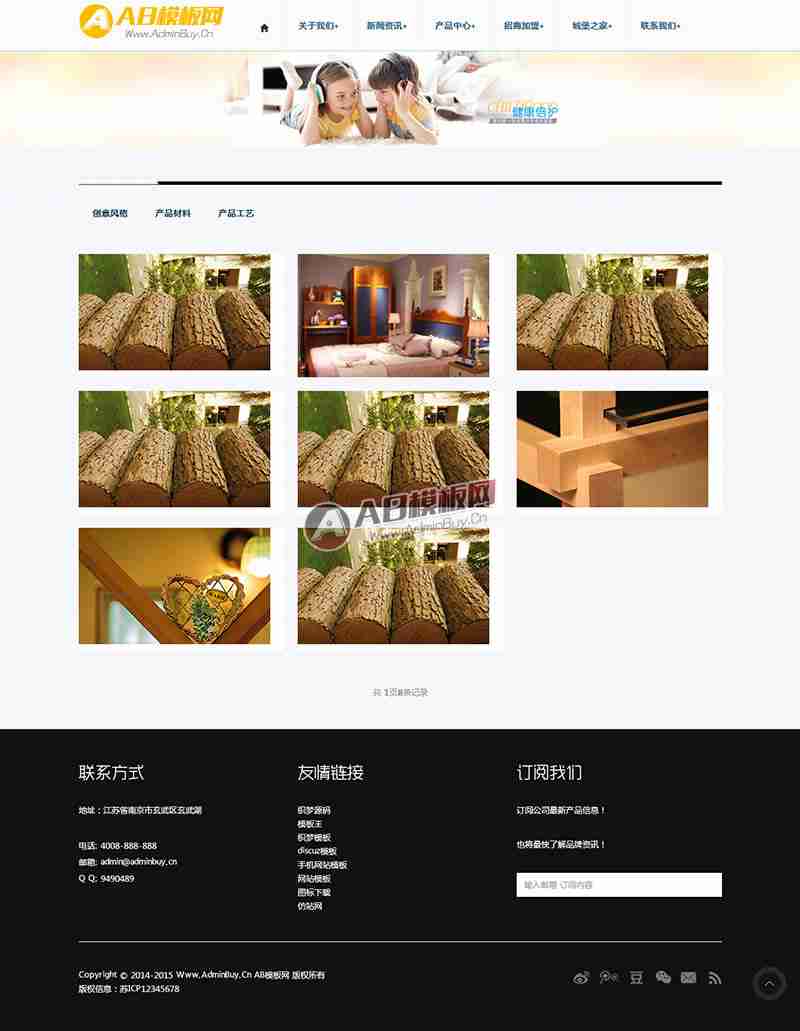 AB模板网
Www.AdminBuy.Cn
关于我们+
新闻资讯+
产品中心+
招商加盟+
城堡之家+
联系我们+
健康倍护
创意风格
产品材料
产品工艺
AB模板网
Www.AdminBuy.Cn
共 1页8条记录
联系方式
地址：江苏省南京市玄武区玄武湖
电话: 4008-888-888
邮箱: admin@adminbuy.cn
Q Q: 9490489
友情链接
织梦源码
模板王
织梦模板
discuz模板
手机网站模板
网站模板
图标下载
仿站网
订阅我们
订阅公司最新产品信息！
也将最快了解品牌资讯！
输入邮箱 订阅内容
Copyright © 2014-2015 Www.AdminBuy.Cn AB模板网 版权所有
版权信息：苏ICP12345678
豆